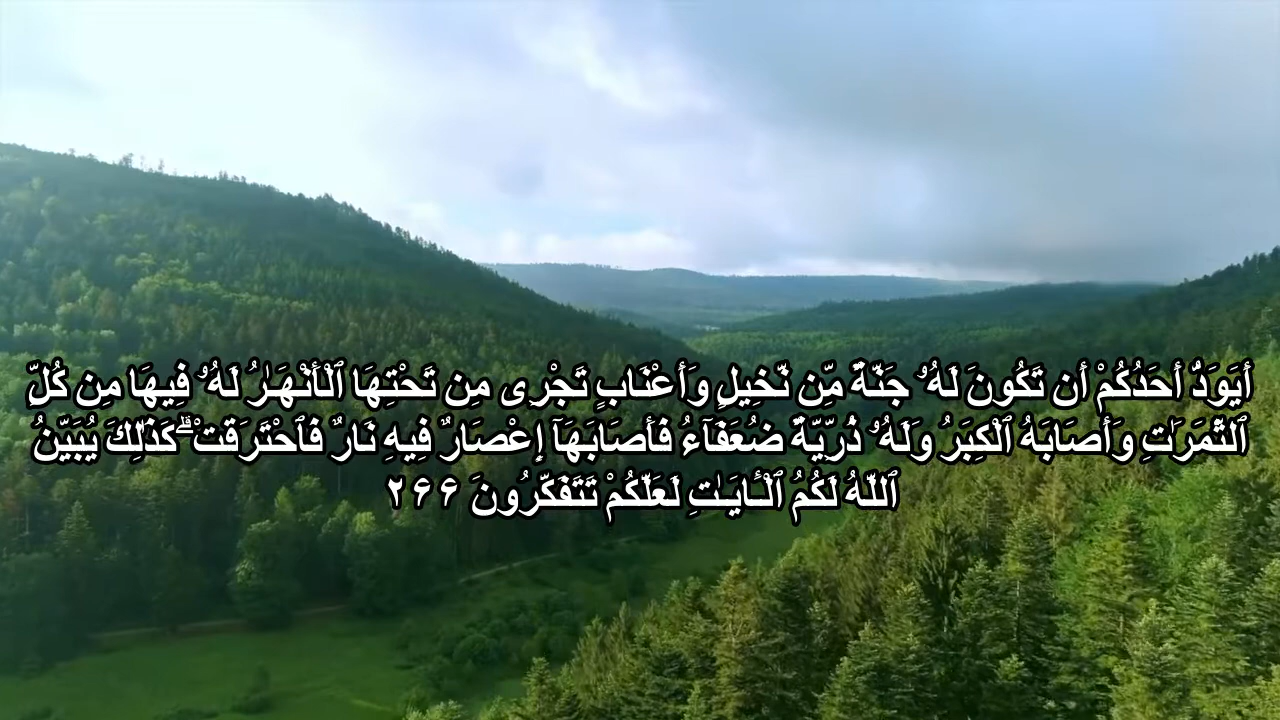 أَيَوَدُّ أَحَدُكُمْ أَن تَكُونَ لَهُۥ جَنَّةٌ مِّن نَّخِيلٍ وَأَعْنَابٍ تَجْرِى مِن تَحْتِهَا ٱلْأَنْهَـٰرُ لَهُۥ فِيهَا مِن كُلِّ
ٱلثَّمَرَٰتِ وَأَصَابَهُ ٱلْكِبَرُ وَلَهُۥ ذُرِّيَّةٌ ضُعَفَآءُ فَأَصَابَهَآ إِعْصَارٌ فِيهِ نَارٌ فَٱحْتَرَقَتْ ۗ كَذَٰلِكَ يُبَيِّنُ
ٱللَّهُ لَكُمُ ٱلْـَٔايَـٰتِ لَعَلَّكُمْ تَتَفَكَّرُونَ ٢٦٦